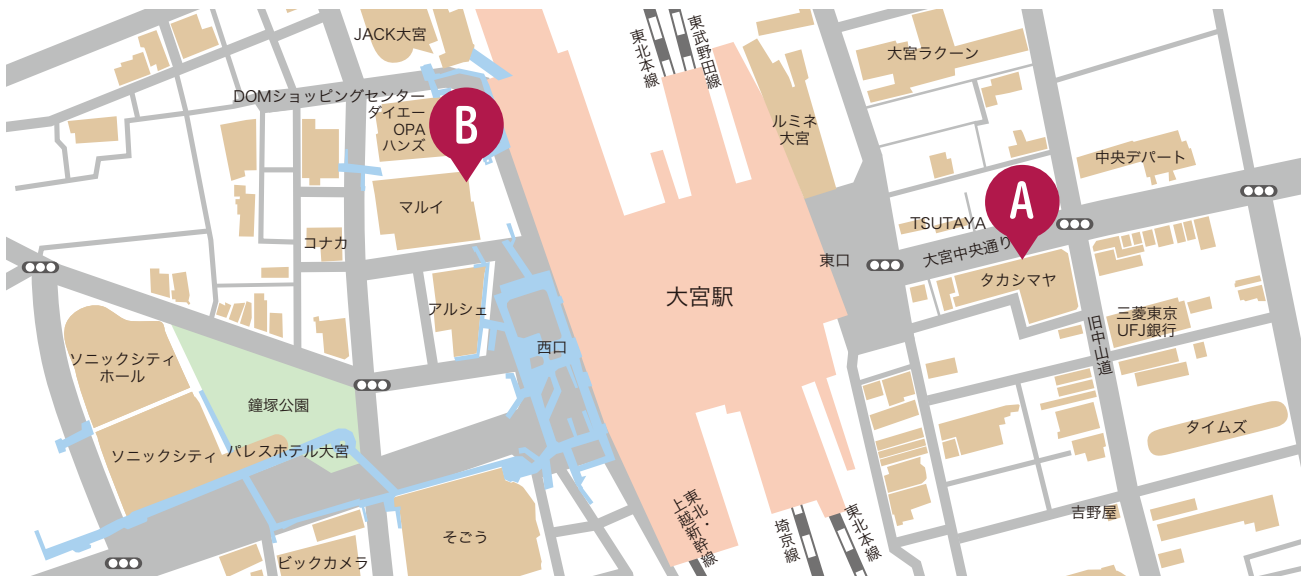 JACK大宮
東北本線
東武野田線
大宮ラクーン
DOMショッピングセンター
ダイエー
OPA
ハンズ
B
ルミネ
大宮
中央デパート
A
TSUTAYA
マルイ
コナカ
大宮中央通り
東口
タカシマヤ
大宮駅
アルシェ
三菱東京
UFJ銀行
旧中山道
西口
ソニックシティ
ホール
鐘塚公園
タイムズ
ソニックシティ
パレスホテル大宮
吉野屋
そごう
ビックカメラ
東北・
上越新幹線
埼京線
東北本線